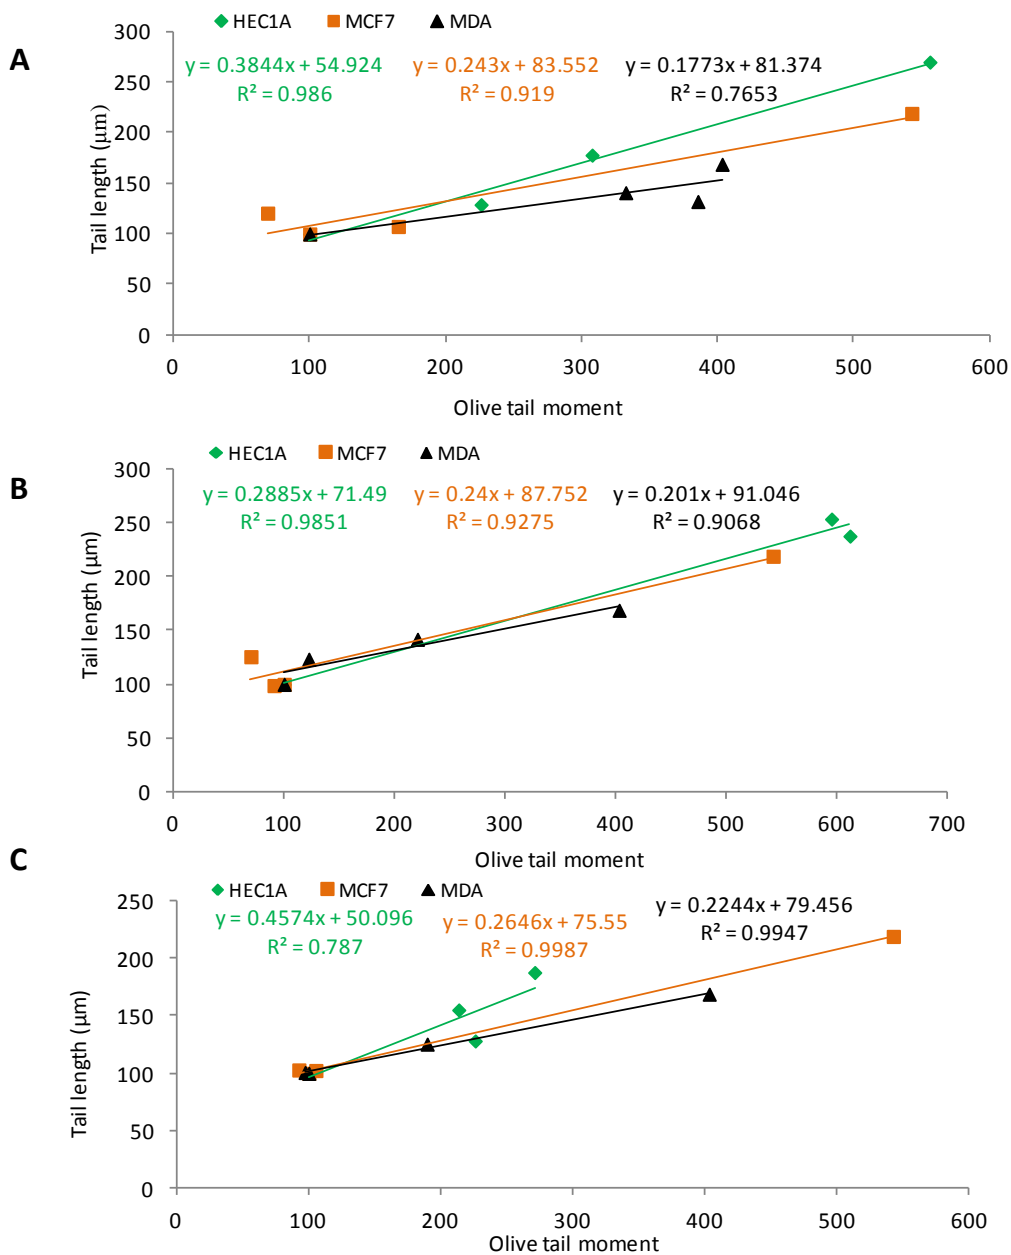 A
HEC1A MCF7 MDA
y = 0.3844x + 54.924 y = 0.243x + 83.552 y = 0.1773x + 81.374
R² = 0.986 R² = 0.919 R² = 0.7653
300
250
200
150
100
50
0
Tail length (μm)
0 100 200 300 400 500 600
Olive tail moment
B
HEC1A MCF7 MDA
y = 0.2885x + 71.49 y = 0.24x + 87.752 y = 0.201x + 91.046
R² = 0.9851 R² = 0.9275 R² = 0.9068
300
250
200
150
100
50
0
Tail length (μm)
0 100 200 300 400 500 600 700
Olive tail moment
C
HEC1A MCF7 MDA
y = 0.4574x + 50.096 y = 0.2646x + 75.55 y = 0.2244x + 79.456
R² = 0.787 R² = 0.9987 R² = 0.9947
250
200
150
100
50
0
Tail length (μm)
0 100 200 300 400 500 600
Olive tail moment